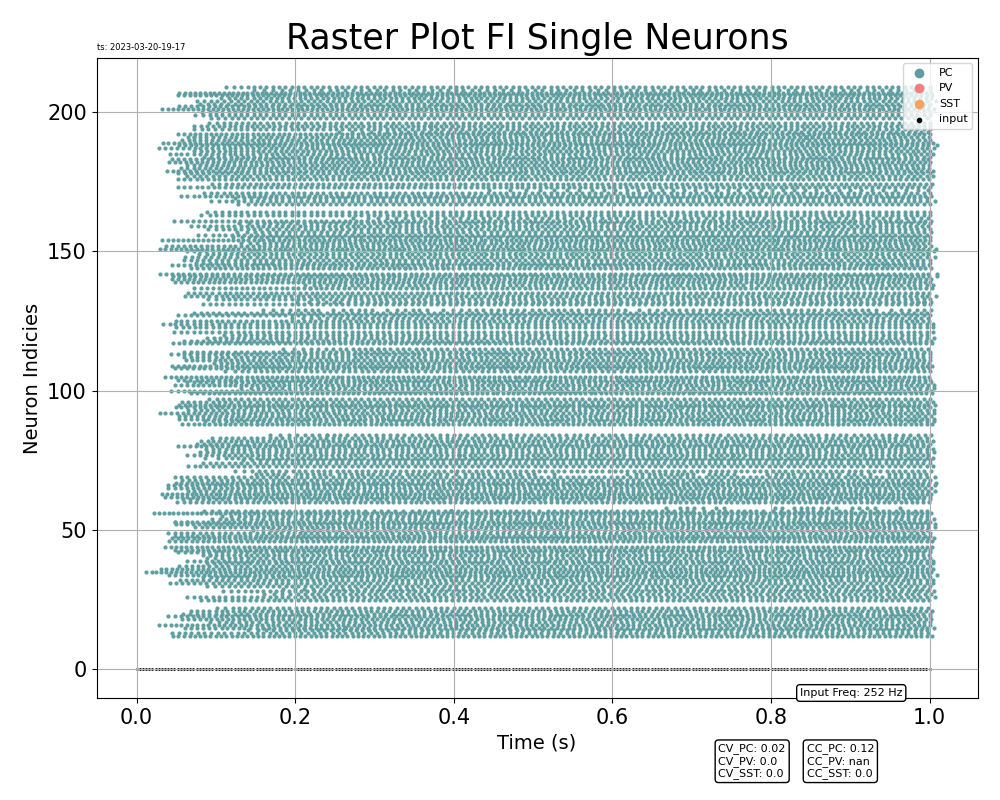 Raster Plot FI Single Neurons
ts: 2023-03-20-19-17
PC
PV
SST
input
200
150
100
50
0
Neuron Indicies
Input Freq: 252 Hz
0.0 0.2 0.4 0.6 0.8 1.0
Time (s)
CV_PC: 0.02
CV_PV: 0.0
CV_SST: 0.0
CC_PC: 0.12
CC_PV: nan
CC_SST: 0.0